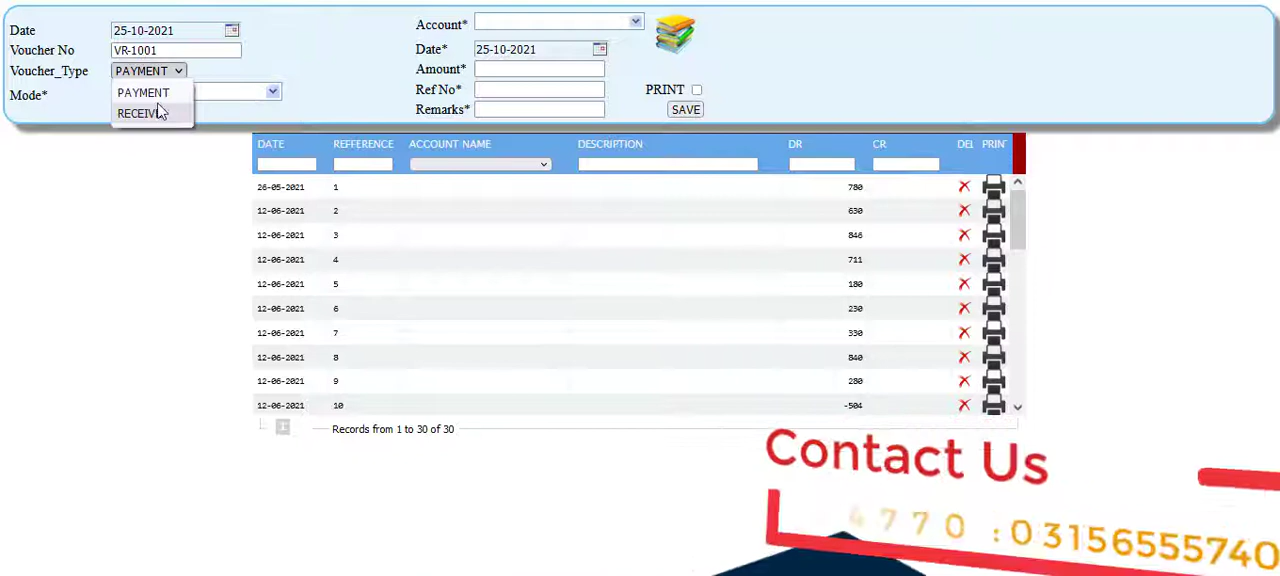 Date 25-10-2021
Voucher No VR-1001
Voucher_Type PAYMENT
PAYMENT
Mode*
Account*
Date* 25-10-2021
Amount*
Ref No* PRINT
Remarks* SAVE
DATE REFFERENCE ACCOUNT NAME DESCRIPTION DR CR DEL PRIN
26-05-2021 1 780
12-06-2021 2 630
12-06-2021 3 846
12-06-2021 4 711
12-06-2021 5 180
12-06-2021 6 230
12-06-2021 7 330
12-06-2021 8 840
12-06-2021 9 280
12-06-2021 10 -504
Records from 1 to 30 of 30
Contact Us
4770 :03156555740